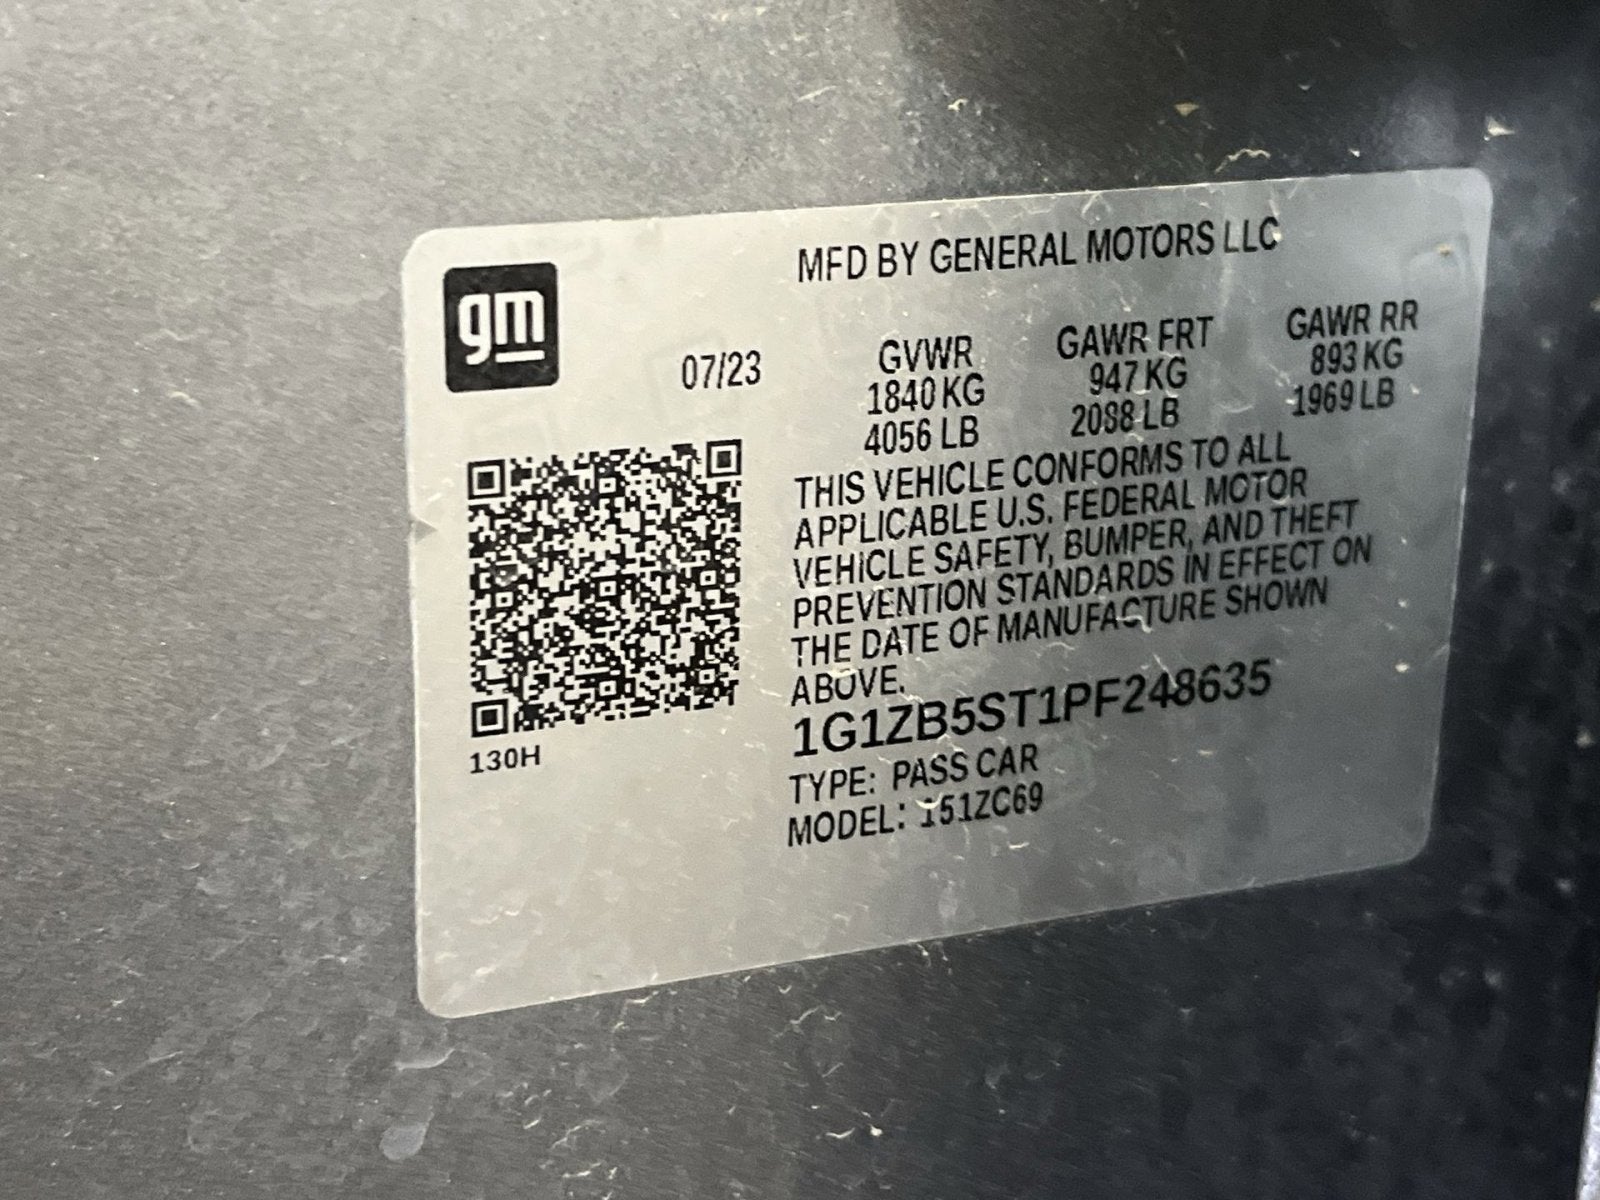 gm
MFD BY GENERAL MOTORS LLC
07/23
GVWR GAWR FRT GAWR RR
1840 KG 947 KG 893 KG
4056 LB 2088 LB 1969 LB
THIS VEHICLE CONFORMS TO ALL
APPLICABLE U.S. FEDERAL MOTOR
VEHICLE SAFETY, BUMPER, AND THEFT
PREVENTION STANDARDS IN EFFECT ON
THE DATE OF MANUFACTURE SHOWN
ABOVE.
1G1ZB5ST1PF248635
TYPE: PASS CAR
MODEL: 151ZC69
130H